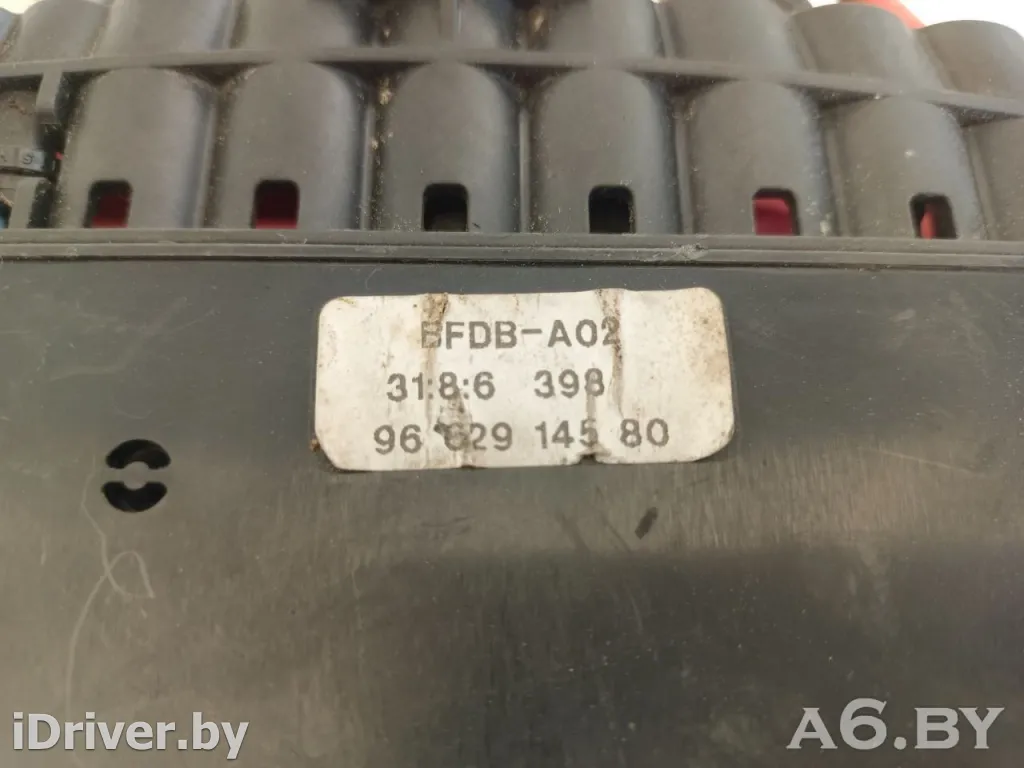 BFDB-A02
31:8:6 398
96 629 145 80
iDriver.by
A6.BY